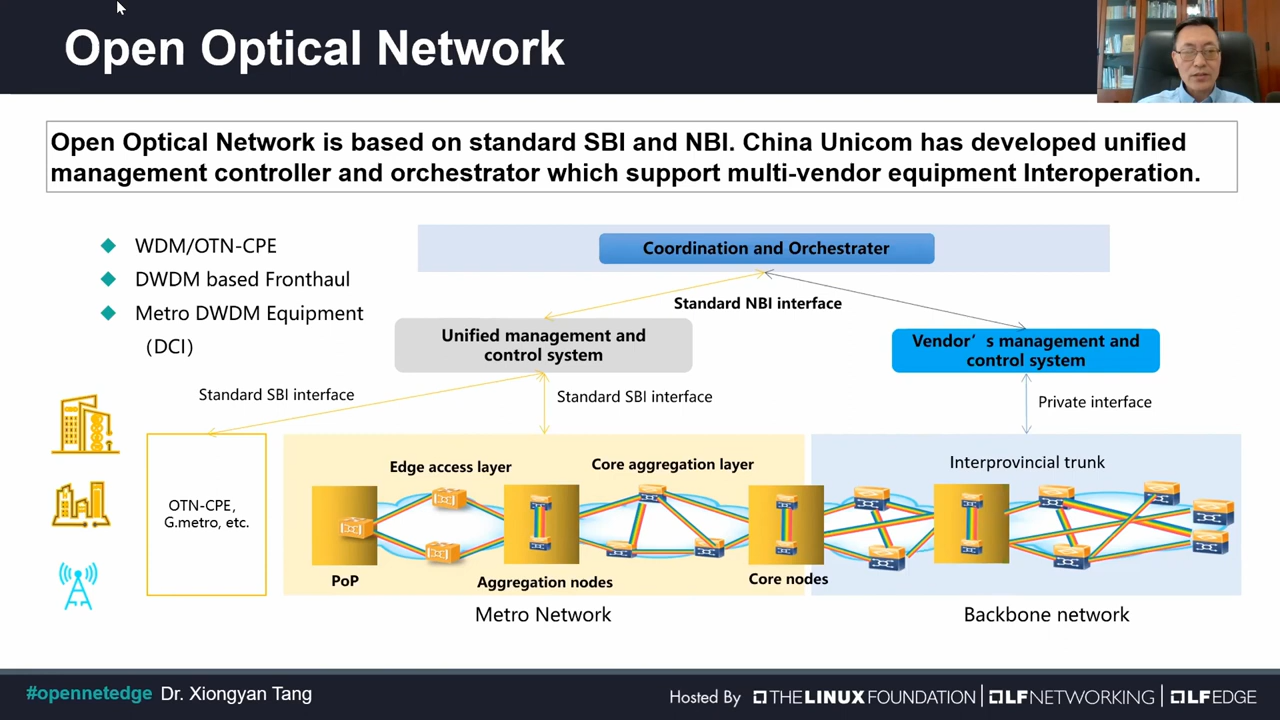 Open Optical Network
Open Optical Network is based on standard SBI and NBI. China Unicom has developed unified
management controller and orchestrator which support multi-vendor equipment Interoperation.
WDM/OTN-CPE
DWDM based Fronthaul
Metro DWDM Equipment
（DCI）
Coordination and Orchestrater
Standard NBI interface
Unified management and
control system
Vendor’s management and
control system
Standard SBI interface
Standard SBI interface
Private interface
OTN-CPE,
G.metro, etc.
Edge access layer
Core aggregation layer
Interprovincial trunk
PoP
Aggregation nodes
Core nodes
Metro Network
Backbone network
#opennetedge Dr. Xiongyan Tang
Hosted By THE LINUX FOUNDATION | LF NETWORKING | LF EDGE